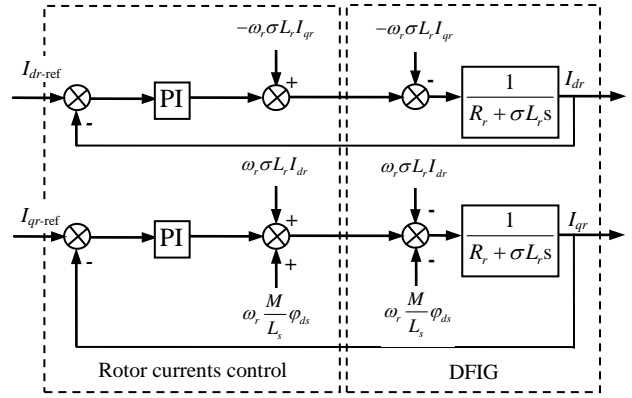 −ω_r σL_r I_qr
−ω_r σL_r I_qr
I_dr-ref
PI
+
-
1
R_r + σL_r s
I_dr
-
ω_r σL_r I_dr
ω_r σL_r I_dr
I_qr-ref
PI
+
-
1
R_r + σL_r s
I_qr
-
+
-
ω_r M/L_s φ_ds
ω_r M/L_s φ_ds
Rotor currents control
DFIG